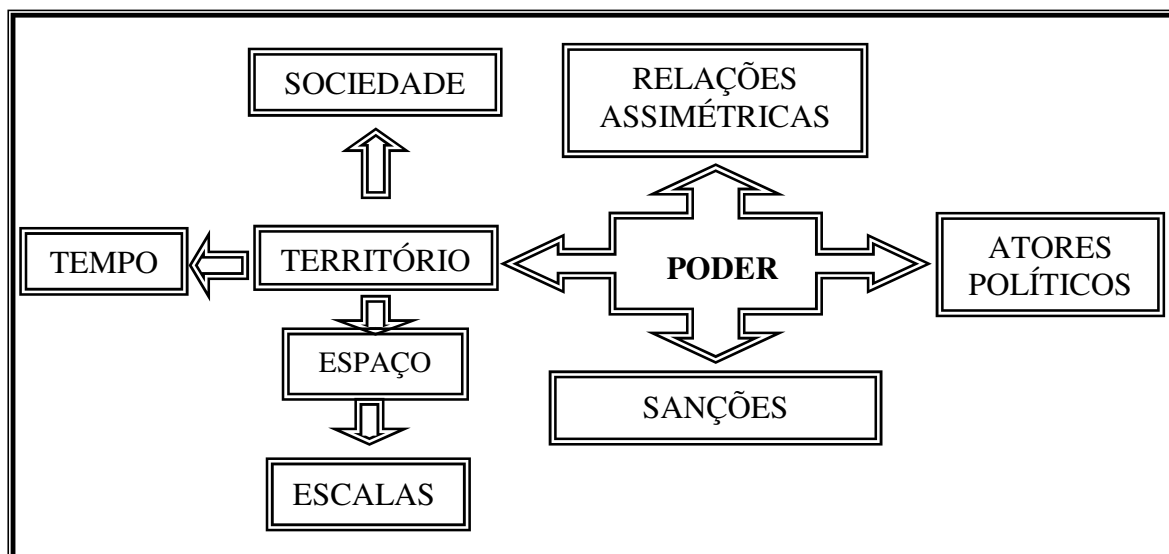 SOCIEDADE
RELAÇÕES
ASSIMÉTRICAS
TEMPO
TERRITÓRIO
PODER
ATORES
POLÍTICOS
ESPAÇO
SANÇÕES
ESCALAS